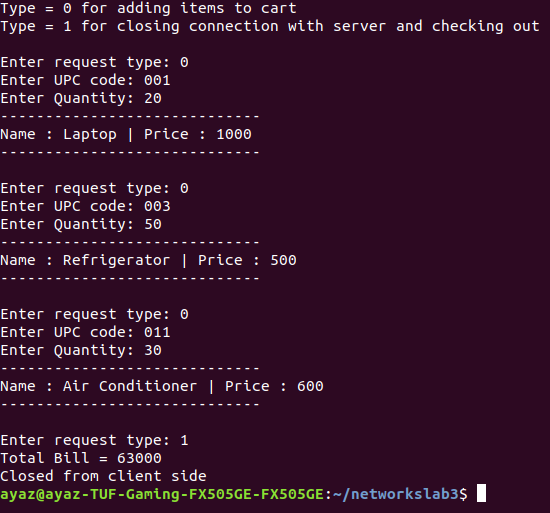 Type = 0 for adding items to cart
Type = 1 for closing connection with server and checking out
Enter request type: 0
Enter UPC code: 001
Enter Quantity: 20
-----------------------------
Name : Laptop | Price : 1000
-----------------------------
Enter request type: 0
Enter UPC code: 003
Enter Quantity: 50
-----------------------------
Name : Refrigerator | Price : 500
-----------------------------
Enter request type: 0
Enter UPC code: 011
Enter Quantity: 30
-----------------------------
Name : Air Conditioner | Price : 600
-----------------------------
Enter request type: 1
Total Bill = 63000
Closed from client side
ayaz@ayaz-TUF-Gaming-FX505GE-FX505GE:~/networkslab3$